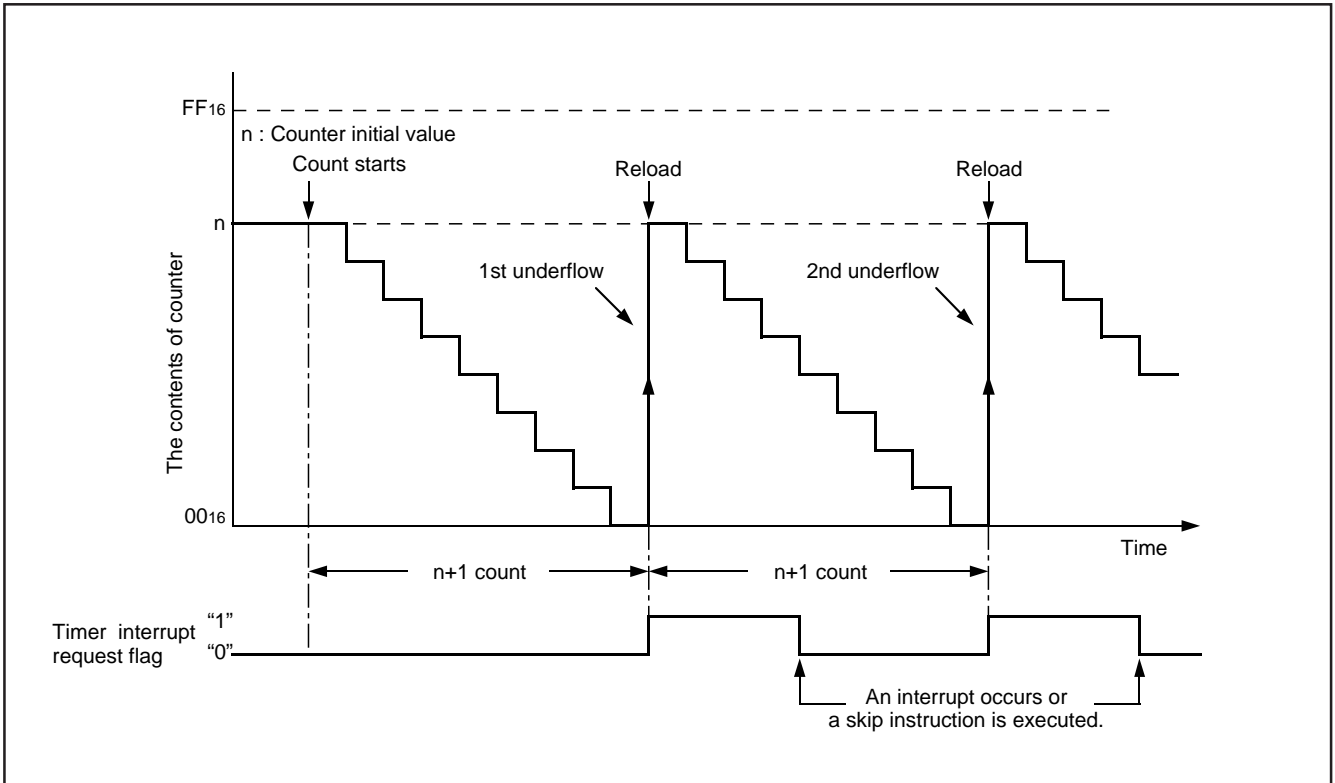 FF16
n : Counter initial value
Count starts
Reload
Reload
n
1st underflow
2nd underflow
The contents of counter
0016
Time
n+1 count
n+1 count
Timer interrupt
request flag
“1”
“0”
An interrupt occurs or
a skip instruction is executed.